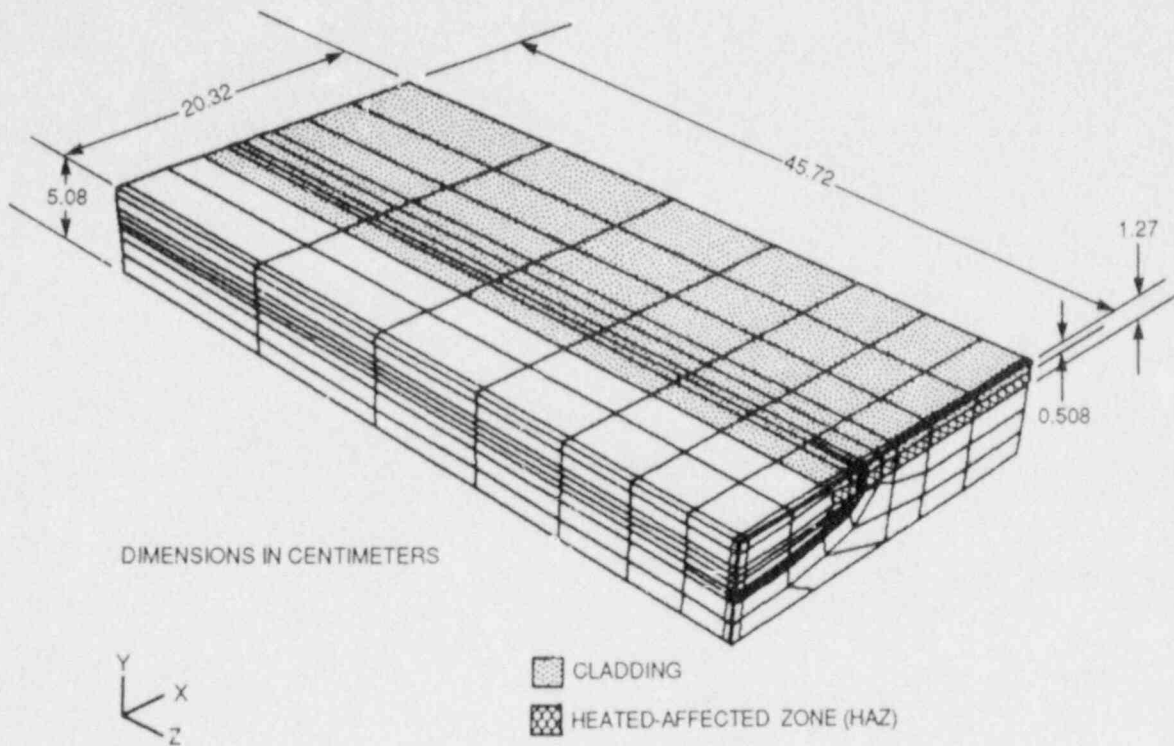 20.32
45.72
5.08
1.27
0.508
DIMENSIONS IN CENTIMETERS
Y
X
Z
CLADDING
HEATED-AFFECTED ZONE (HAZ)